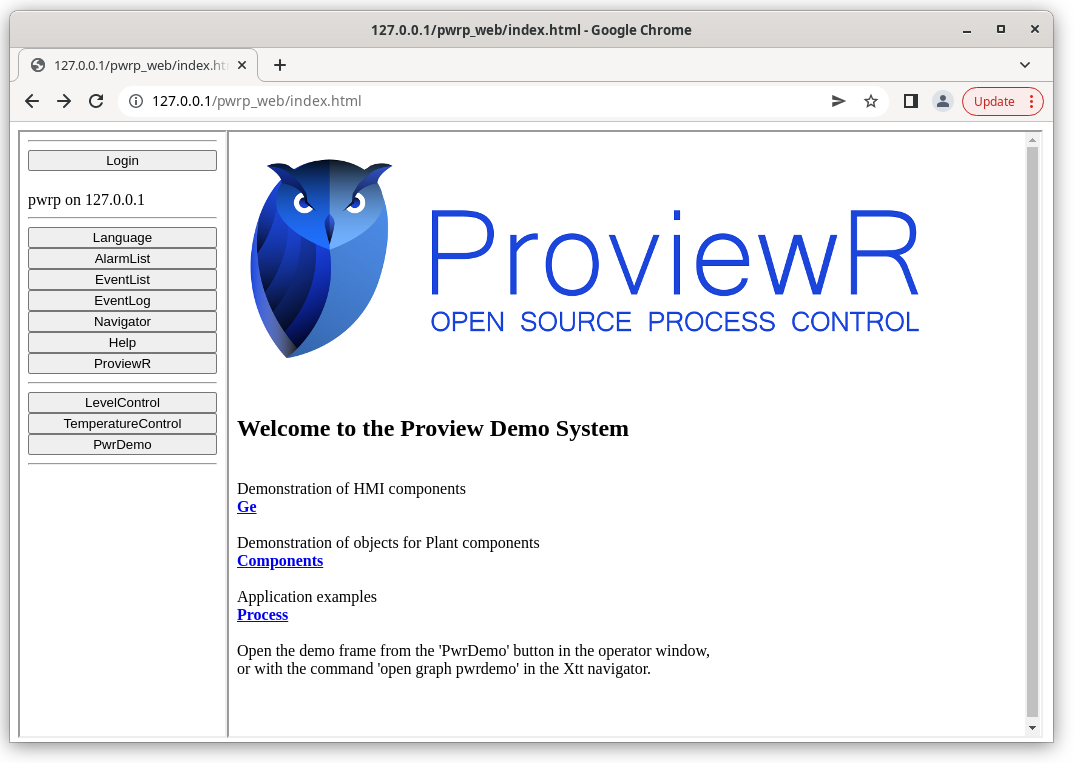 127.0.0.1/pwrp_web/index.html - Google Chrome
127.0.0.1/pwrp_web/index.ht
127.0.0.1/pwrp_web/index.html
Update
Login
pwrp on 127.0.0.1
Language
AlarmList
EventList
EventLog
Navigator
Help
ProviewR
LevelControl
TemperatureControl
PwrDemo
ProviewR
OPEN SOURCE PROCESS CONTROL
Welcome to the Proview Demo System
Demonstration of HMI components
Ge
Demonstration of objects for Plant components
Components
Application examples
Process
Open the demo frame from the 'PwrDemo' button in the operator window,
or with the command 'open graph pwrdemo' in the Xtt navigator.